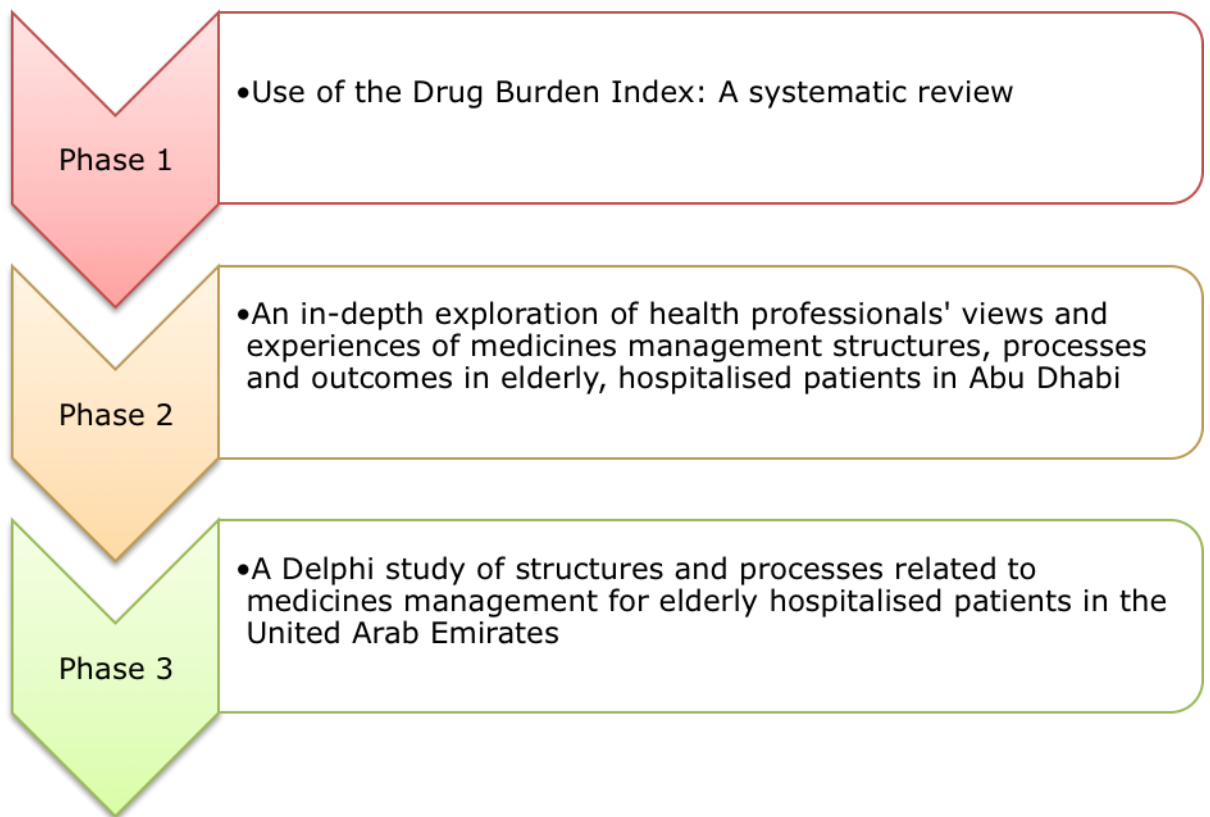 Phase 1
•Use of the Drug Burden Index: A systematic review
Phase 2
•An in-depth exploration of health professionals' views and
experiences of medicines management structures, processes
and outcomes in elderly, hospitalised patients in Abu Dhabi
Phase 3
•A Delphi study of structures and processes related to
medicines management for elderly hospitalised patients in the
United Arab Emirates